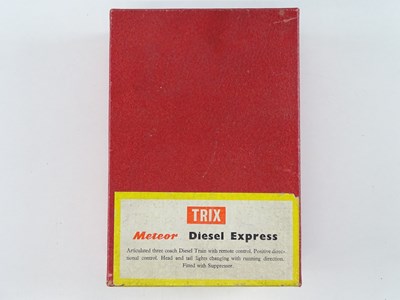 TRIX
Meteor Diesel Express
Articulated three coach Diesel Train with remote control. Positive direc-
tional control. Head and tail lights changing with running direction.
Fitted with Suppressor.